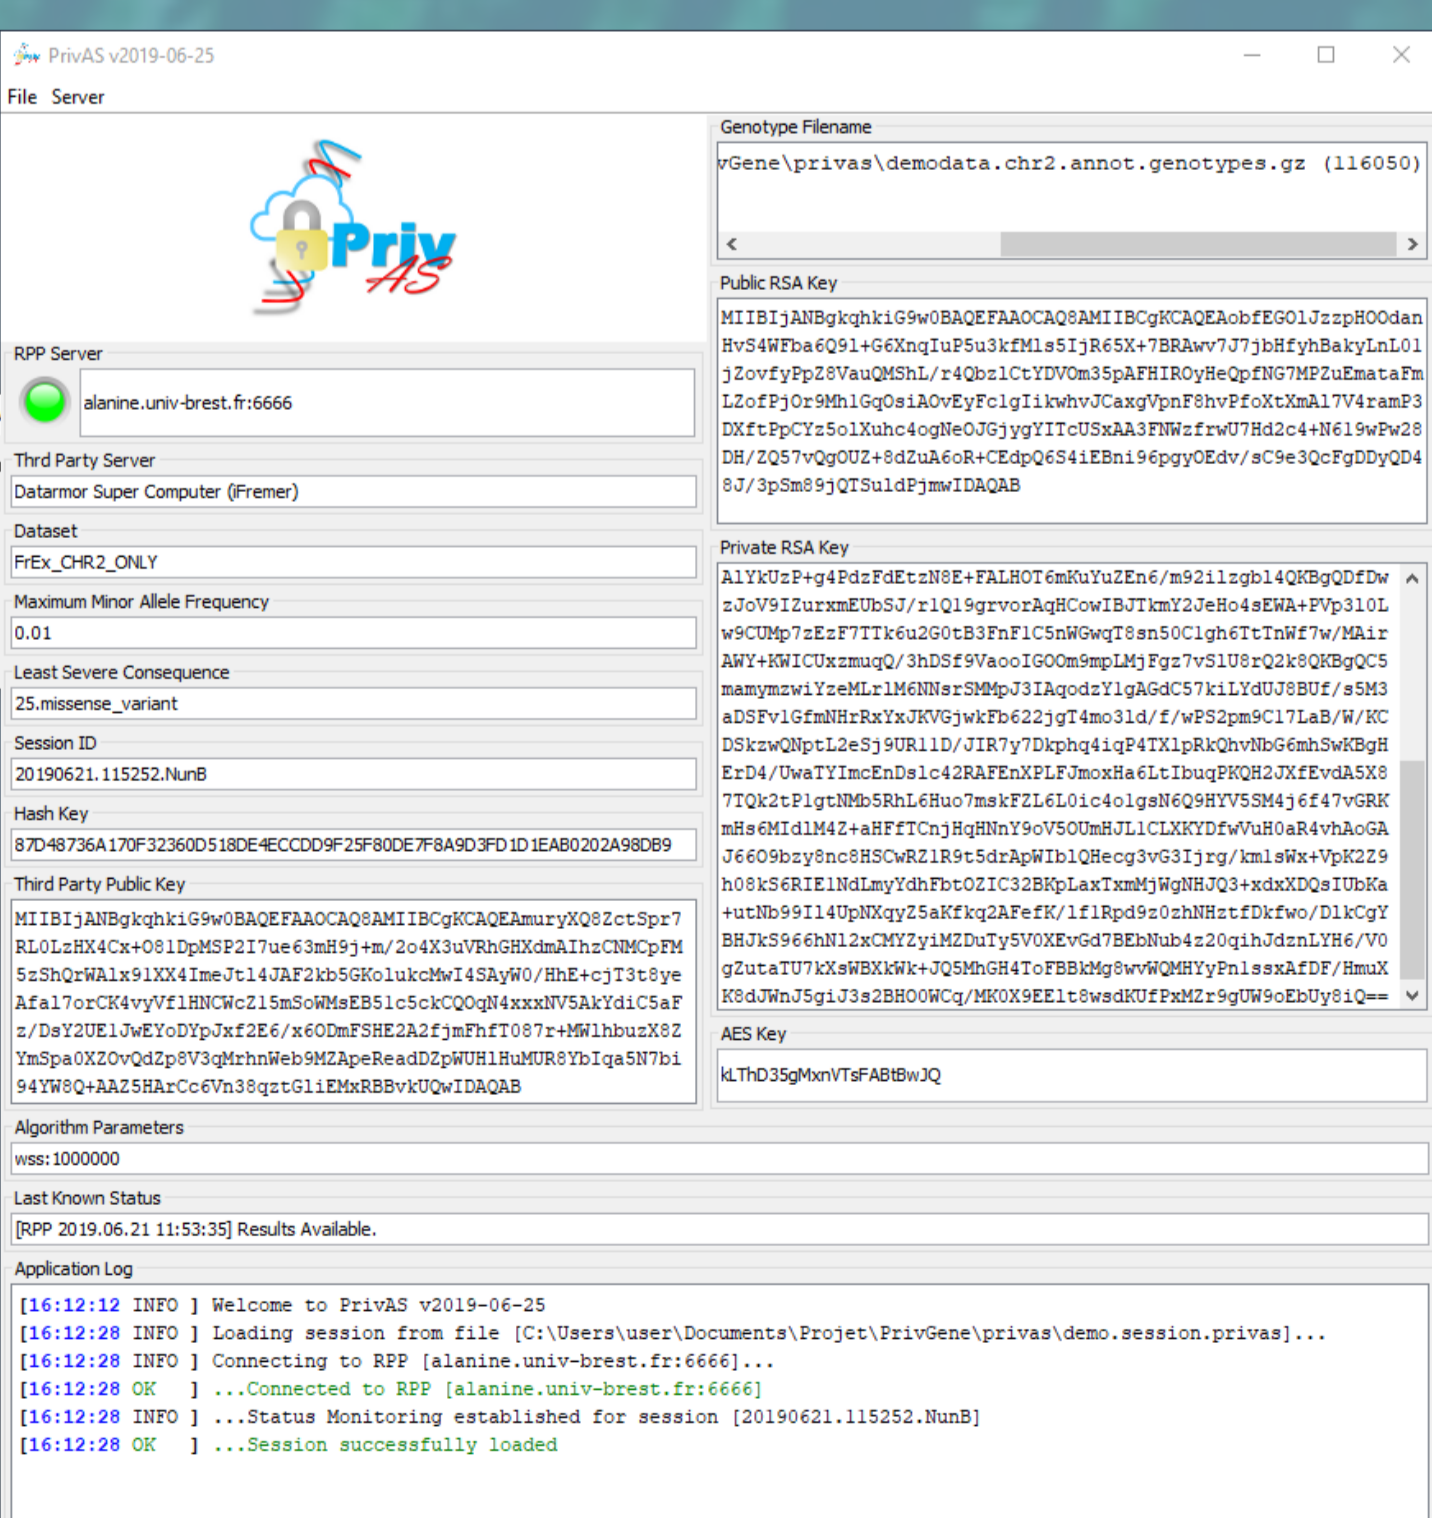 PrivAS v2019-06-25
File Server
Priv
AS
RPP Server
alanine.univ-brest.fr:6666
Thrd Party Server
Datarmor Super Computer (iFremer)
Dataset
FrEx_CHR2_ONLY
Maximum Minor Allele Frequency
0.01
Least Severe Consequence
25.missense_variant
Session ID
20190621.115252.NunB
Hash Key
87D48736A170F32360D518DE4ECCDD9F25F80DE7F8A9D3FD1D1EAB0202A98DB9
Third Party Public Key
MIIBIjANBgkqhkiG9w0BAQEFAAOCAQ8AMIIBCgKCAQEAmuryXQ8ZctSpr7
RL0LzHX4Cx+O81DpMSP2I7ue63mH9j+m/2o4X3uVRhGHXdmAIhzCNMCpFM
5zShQrWAlx91XX4ImeJtl4JAF2kb5GKolukcMwI4SAyW0/HhE+cjT3t8ye
Afal7orCK4vyVflHNCWcZl5mSoWMsEB5lc5ckCQOqN4xxxNV5AkYdiC5aF
z/DsY2UElJwEYoDYpJxf2E6/x6ODmFSHE2A2fjmFhfT087r+MWlhbuzX8Z
YmSpa0XZOvQdZp8V3qMrhnWeb9MZApeReadDZpWUHlHuMUR8YbIqa5N7bi
94YW8Q+AAZ5HArCc6Vn38qztGliEMxRBBvkUQwIDAQAB
Genotype Filename
vGene\privas\demodata.chr2.annot.genotypes.gz (116050)
Public RSA Key
MIIBIjANBgkqhkiG9w0BAQEFAAOCAQ8AMIIBCgKCAQEAobfEGOlJzzpHOOdan
HvS4WFba6Q9l+G6XnqIuP5u3kfMls5IjR65X+7BRAwv7J7jbHfyhBakyLnL0l
jZovfyPpZ8VauQMShL/r4QbzlCtYDVOm35pAFHIROyHeQpfNG7MPZuEmataFm
LZofPjOr9MhlGqOsiAOvEyFclgIikwhvJCaxgVpnF8hvPfoXtXmAl7V4ramP3
DXftPpCYz5olXuhc4ogNeOJGjygYITcUSxAA3FNWzfrwU7Hd2c4+N6l9wPw28
DH/ZQ57vQgOUZ+8dZuA6oR+CEdpQ6S4iEBni96pgyOEdv/sC9e3QcFgDDyQD4
8J/3pSm89jQTSuldPjmwIDAQAB
Private RSA Key
AlYkUzP+g4PdzFdEtzN8E+FALHOT6mKuYuZEn6/m92ilzgbl4QKBgQDfDw
zJoV9IZurxmEUbSJ/rlQl9grvorAqHCowIBJTkmY2JeHo4sEWA+PVp3l0L
w9CUMp7zEzF7TTk6u2G0tB3FnFlC5nWGwqT8sn50Clgh6TtTnWf7w/MAir
AWY+KWICUxzmuqQ/3hDSf9VaooIGOOm9mpLMjFgz7vSlU8rQ2k8QKBgQC5
mamymzwiYzeMLrlM6NNsrSMMpJ3IAqodzYlgAGdC57kiLYdUJ8BUf/s5M3
aDSFvlGfmNHrRxYxJKVGjwkFb622jgT4mo3ld/f/wPS2pm9Cl7LaB/W/KC
DSkzwQNptL2eSj9URllD/JIR7y7Dkphq4iqP4TXlpRkQhvNbG6mhSwKBgH
ErD4/UwaTYImcEnDslc42RAFEnXPLFJmoxHa6LtIbuqPKQH2JXfEvdA5X8
7TQk2tPlgtNMb5RhL6Huo7mskFZL6L0ic4olgsN6Q9HYV5SM4j6f47vGRK
mHs6MIdlM4Z+aHFfTCnjHqHNnY9oV5OUmHJLlCLXKYDfwVuH0aR4vhAoGA
J66O9bzy8nc8HSCwRZlR9t5drApWIblQHecg3vG3Ijrg/kmlsWx+VpK2Z9
h08kS6RIElNdLmyYdhFbtOZIC32BKpLaxTxmMjWgNHJQ3+xdxXDQsIUbKa
+utNb99Il4UpNXqyZ5aKfkq2AFefK/lflRpd9z0zhNHztfDkfwo/DlkCgY
BHJkS966hNl2xCMYZyiMZDuTy5V0XEvGd7BEbNub4z20qihJdznLYH6/V0
gZutaTU7kXsWBXkWk+JQ5MhGH4ToFBBkMg8wvWQMHYyPnlssxAfDF/HmuX
K8dJWnJ5giJ3s2BHO0WCq/MK0X9EElt8wsdKUfPxMZr9gUW9oEbUy8iQ==
AES Key
kLThD35gMxnVTsFABtBwJQ
Algorithm Parameters
wss:1000000
Last Known Status
[RPP 2019.06.21 11:53:35] Results Available.
Application Log
[16:12:12 INFO ] Welcome to PrivAS v2019-06-25
[16:12:28 INFO ] Loading session from file [C:\Users\user\Documents\Projet\PrivGene\privas\demo.session.privas]...
[16:12:28 INFO ] Connecting to RPP [alanine.univ-brest.fr:6666]...
[16:12:28 OK ] ...Connected to RPP [alanine.univ-brest.fr:6666]
[16:12:28 INFO ] ...Status Monitoring established for session [20190621.115252.NunB]
[16:12:28 OK ] ...Session successfully loaded